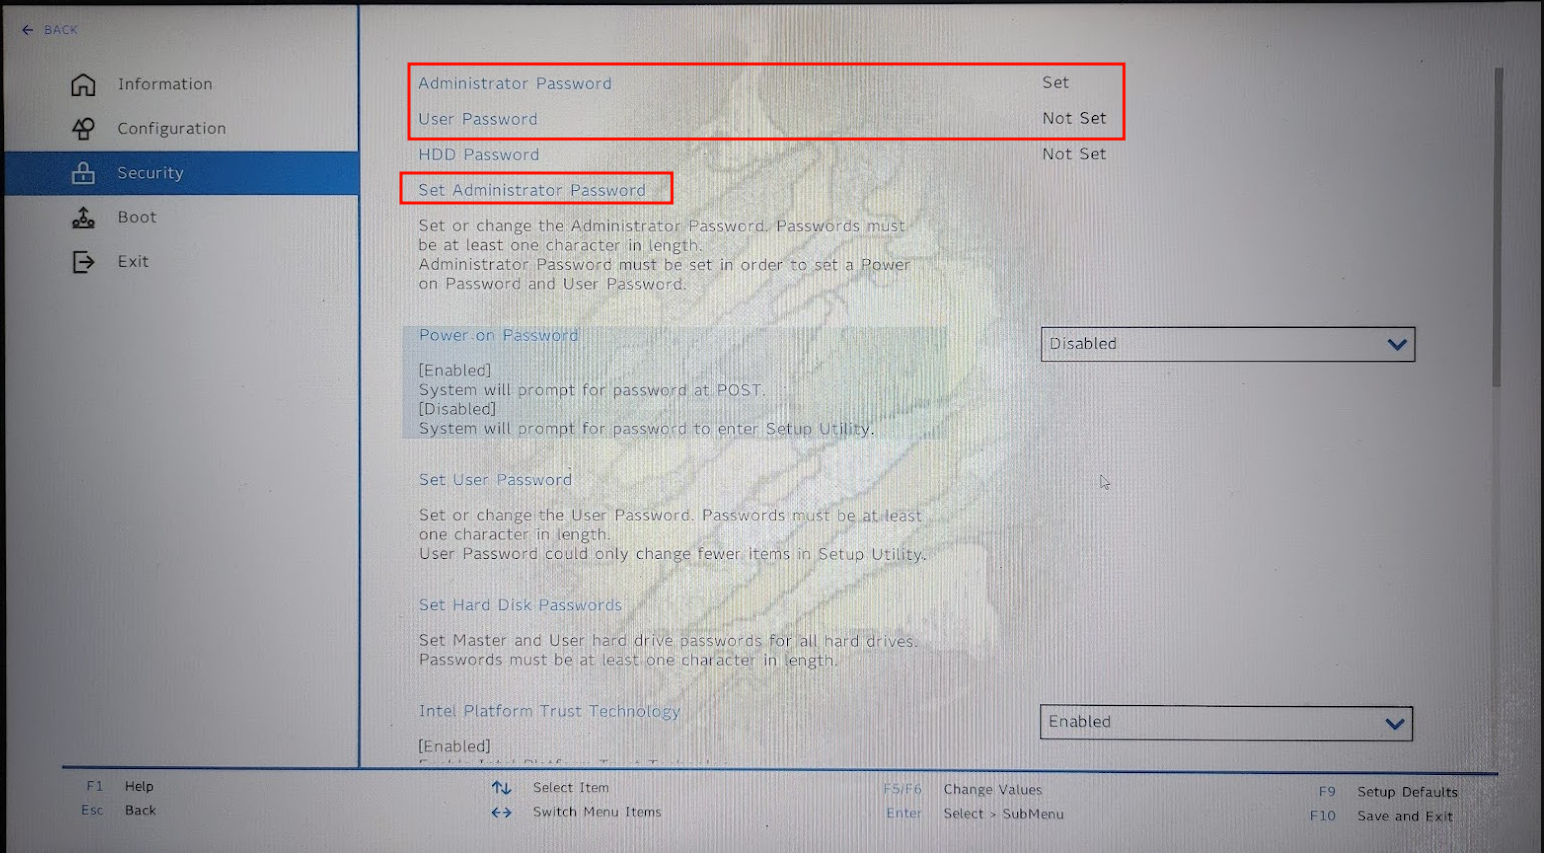 ← BACK
Information
Configuration
Security
Boot
Exit
Administrator Password Set
User Password Not Set
HDD Password Not Set
Set Administrator Password
Set or change the Administrator Password. Passwords must
be at least one character in length.
Administrator Password must be set in order to set a Power
on Password and User Password.
Power on Password Disabled
[Enabled]
System will prompt for password at POST.
[Disabled]
System will prompt for password to enter Setup Utility.
Set User Password
Set or change the User Password. Passwords must be at least
one character in length.
User Password could only change fewer items in Setup Utility.
Set Hard Disk Passwords
Set Master and User hard drive passwords for all hard drives.
Passwords must be at least one character in length.
Intel Platform Trust Technology Enabled
[Enabled]
F1 Help
Esc Back
↑↓ Select Item
←→ Switch Menu Items
F5/F6 Change Values
Enter Select > SubMenu
F9 Setup Defaults
F10 Save and Exit